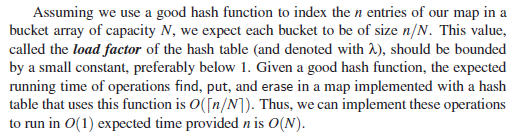 Assuming we use a good hash function to index the n entries of our map in a
bucket array of capacity N, we expect each bucket to be of size n/N. This value,
called the load factor of the hash table (and denoted with λ), should be bounded
by a small constant, preferably below 1. Given a good hash function, the expected
running time of operations find, put, and erase in a map implemented with a hash
table that uses this function is O(⌈n/N⌉). Thus, we can implement these operations
to run in O(1) expected time provided n is O(N).